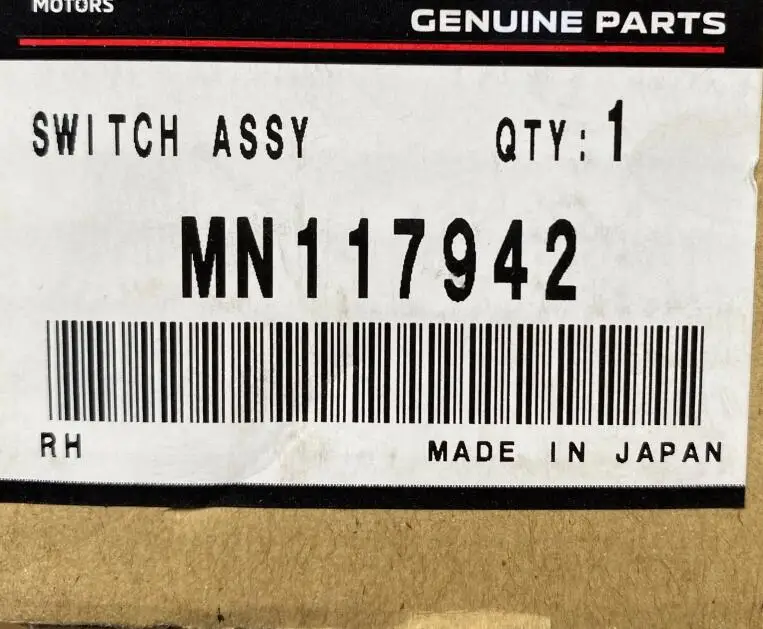 MOTORS
GENUINE PARTS
SWITCH ASSY QTY: 1
MN117942
RH MADE IN JAPAN